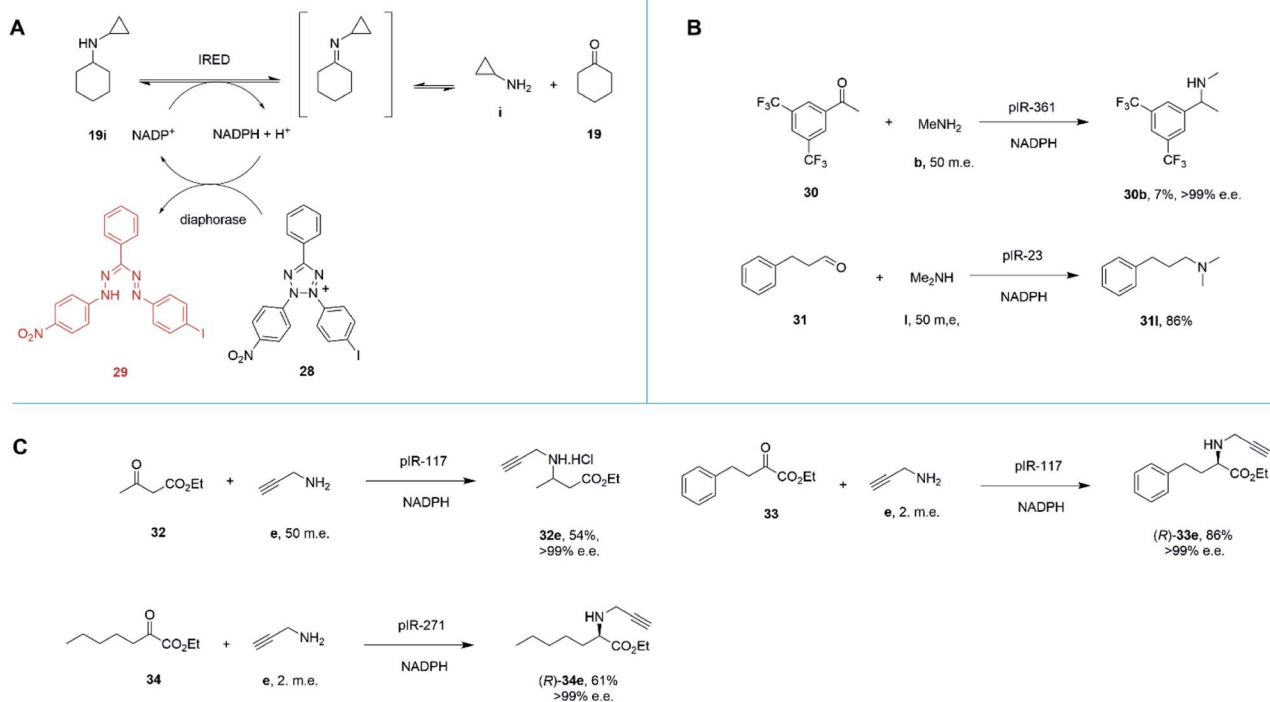 A
HN
IRED
N
NH₂
+
O
19i
NADP⁺
NADPH + H⁺
i
19
diaphorase
N
NH
N
N
O₂N
I
29
N
N
N
N
+
O₂N
I
28
B
F₃C
O
CF₃
30
+
MeNH₂
b, 50 m.e.
pIR-361
NADPH
HN
F₃C
CF₃
30b, 7%, >99% e.e.
O
31
+
Me₂NH
l, 50 m,e,
pIR-23
NADPH
N
31l, 86%
C
O
CO₂Et
32
+
NH₂
e, 50 m.e.
pIR-117
NADPH
NH.HCl
CO₂Et
32e, 54%,
>99% e.e.
O
CO₂Et
33
+
NH₂
e, 2. m.e.
pIR-117
NADPH
HN
CO₂Et
(R)-33e, 86%
>99% e.e.
O
CO₂Et
34
+
NH₂
e, 2. m.e.
pIR-271
NADPH
HN
CO₂Et
(R)-34e, 61%
>99% e.e.